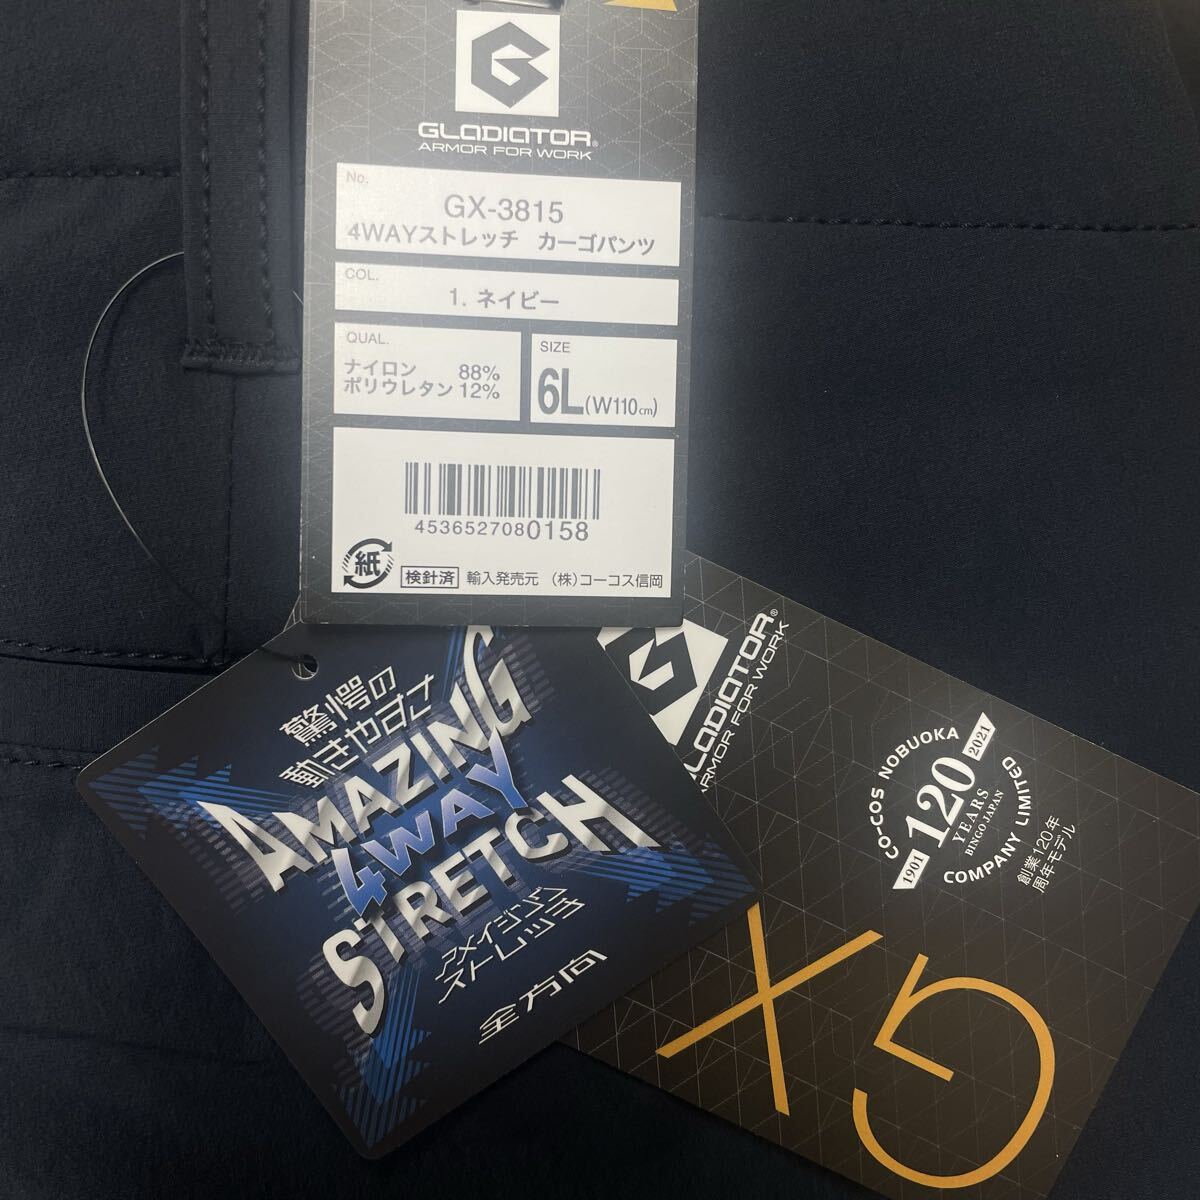 GLADIATOR®
ARMOR FOR WORK
No.
GX-3815
4WAYストレッチ カーゴパンツ
COL.
1. ネイビー
QUAL.
ナイロン 88%
ポリウレタン 12%
SIZE
6L(W110cm)
4536527080158
紙
検針済 輸入発売元 (株)コーコス信岡
驚愕の
動きやすさ
AMAZING
4WAY
STRETCH
アメイジング
ストレッチ
全方向
GLADIATOR®
ARMOR FOR WORK
CO-COS NOBUOKA
1901 120 2021
YEARS
BINGO JAPAN
COMPANY LIMITED
創業120年
周年モデル
GX